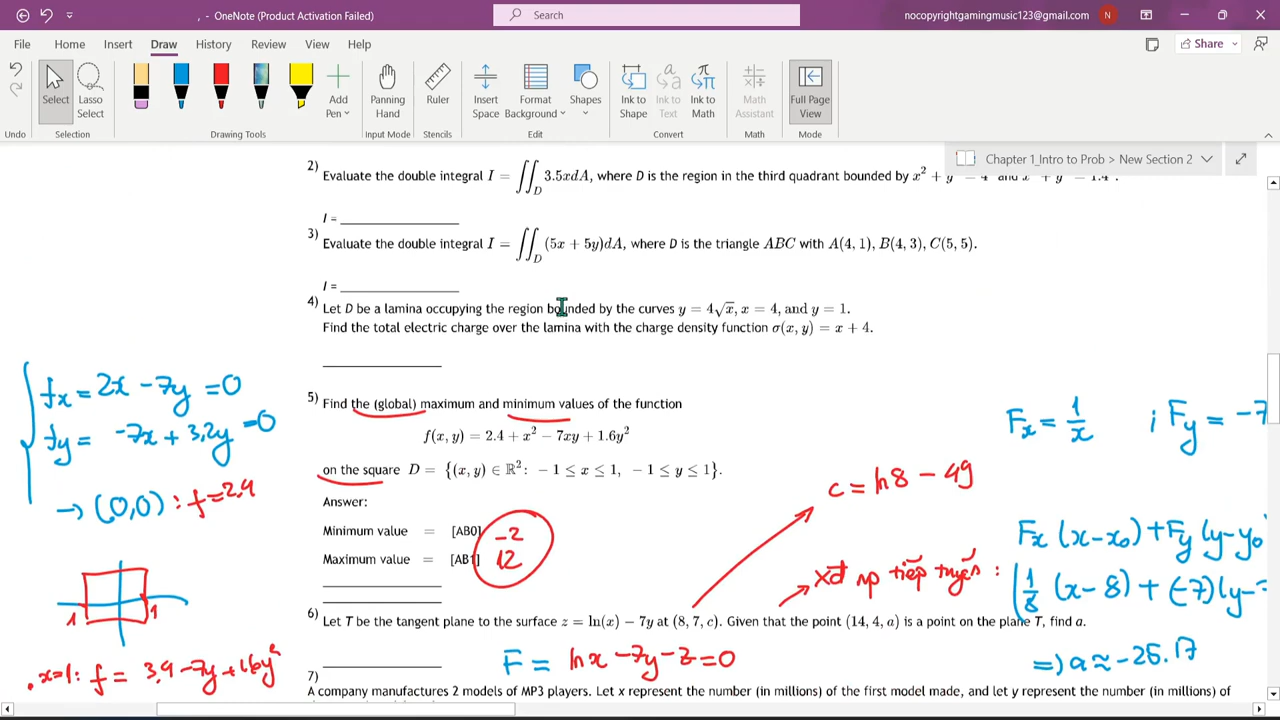 , - OneNote (Product Activation Failed)
Search
nocopyrightgamingmusic123@gmail.com
N
File Home Insert Draw History Review View Help
Share
Select
Lasso Select
Add Pen
Panning Hand
Ruler
Insert Space
Format Background
Shapes
Ink to Shape
Ink to Text
Ink to Math
Math Assistant
Full Page View
Undo Selection Drawing Tools Input Mode Stencils Edit Convert Math Mode
Chapter 1_Intro to Prob > New Section 2
2) Evaluate the double integral I = ∬_D 3.5xdA, where D is the region in the third quadrant bounded by x² +
I =
3) Evaluate the double integral I = ∬_D (5x + 5y)dA, where D is the triangle ABC with A(4, 1), B(4, 3), C(5, 5).
I =
4) Let D be a lamina occupying the region bounded by the curves y = 4√x, x = 4, and y = 1.
Find the total electric charge over the lamina with the charge density function σ(x, y) = x + 4.
5) Find the (global) maximum and minimum values of the function
f(x, y) = 2.4 + x² − 7xy + 1.6y²
on the square D = {(x, y) ∈ ℝ²: − 1 ≤ x ≤ 1, − 1 ≤ y ≤ 1}.
Answer:
Minimum value = [AB0] -2
Maximum value = [AB1] 12
6) Let T be the tangent plane to the surface z = ln(x) − 7y at (8, 7, c). Given that the point (14, 4, a) is a point on the plane T, find a.
7)
A company manufactures 2 models of MP3 players. Let x represent the number (in millions) of the first model made, and let y represent the number (in millions) of
fx = 2x - 7y = 0
fy = -7x + 3,2y = 0
→ (0,0) : f = 2.4
1 1
.x=1: f = 3.9 - 7y + 1.6y²
c = ln8 - 49
Xđ mp tiếp tuyến :
F = lnx - 7y - z = 0
Fx = 1/x ; Fy = -7
Fx (x - x0) + Fy (y - y0
(1/8 (x - 8) + (-7)(y -
=> a ≈ -25.17